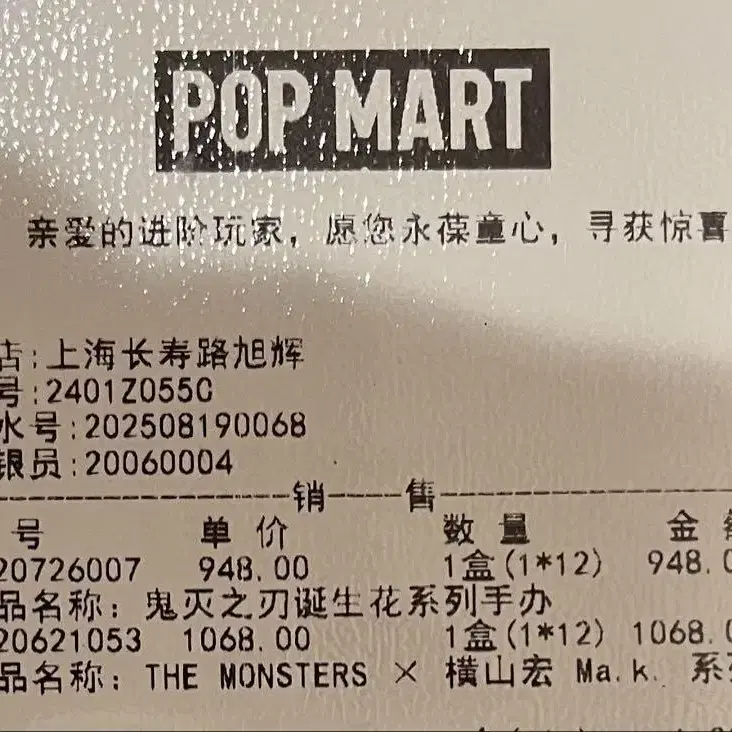 POP MART
亲爱的进阶玩家，愿您永葆童心，寻获惊喜
店:上海长寿路旭辉
号:2401Z055C
水号:202508190068
银员:20060004
销 售
号 单价 数量 金
20726007 948.00 1盒(1*12) 948.0
品名称：鬼灭之刃诞生花系列手办
20621053 1068.00 1盒(1*12) 1068.0
品名称：THE MONSTERS × 横山宏 Ma.k. 系